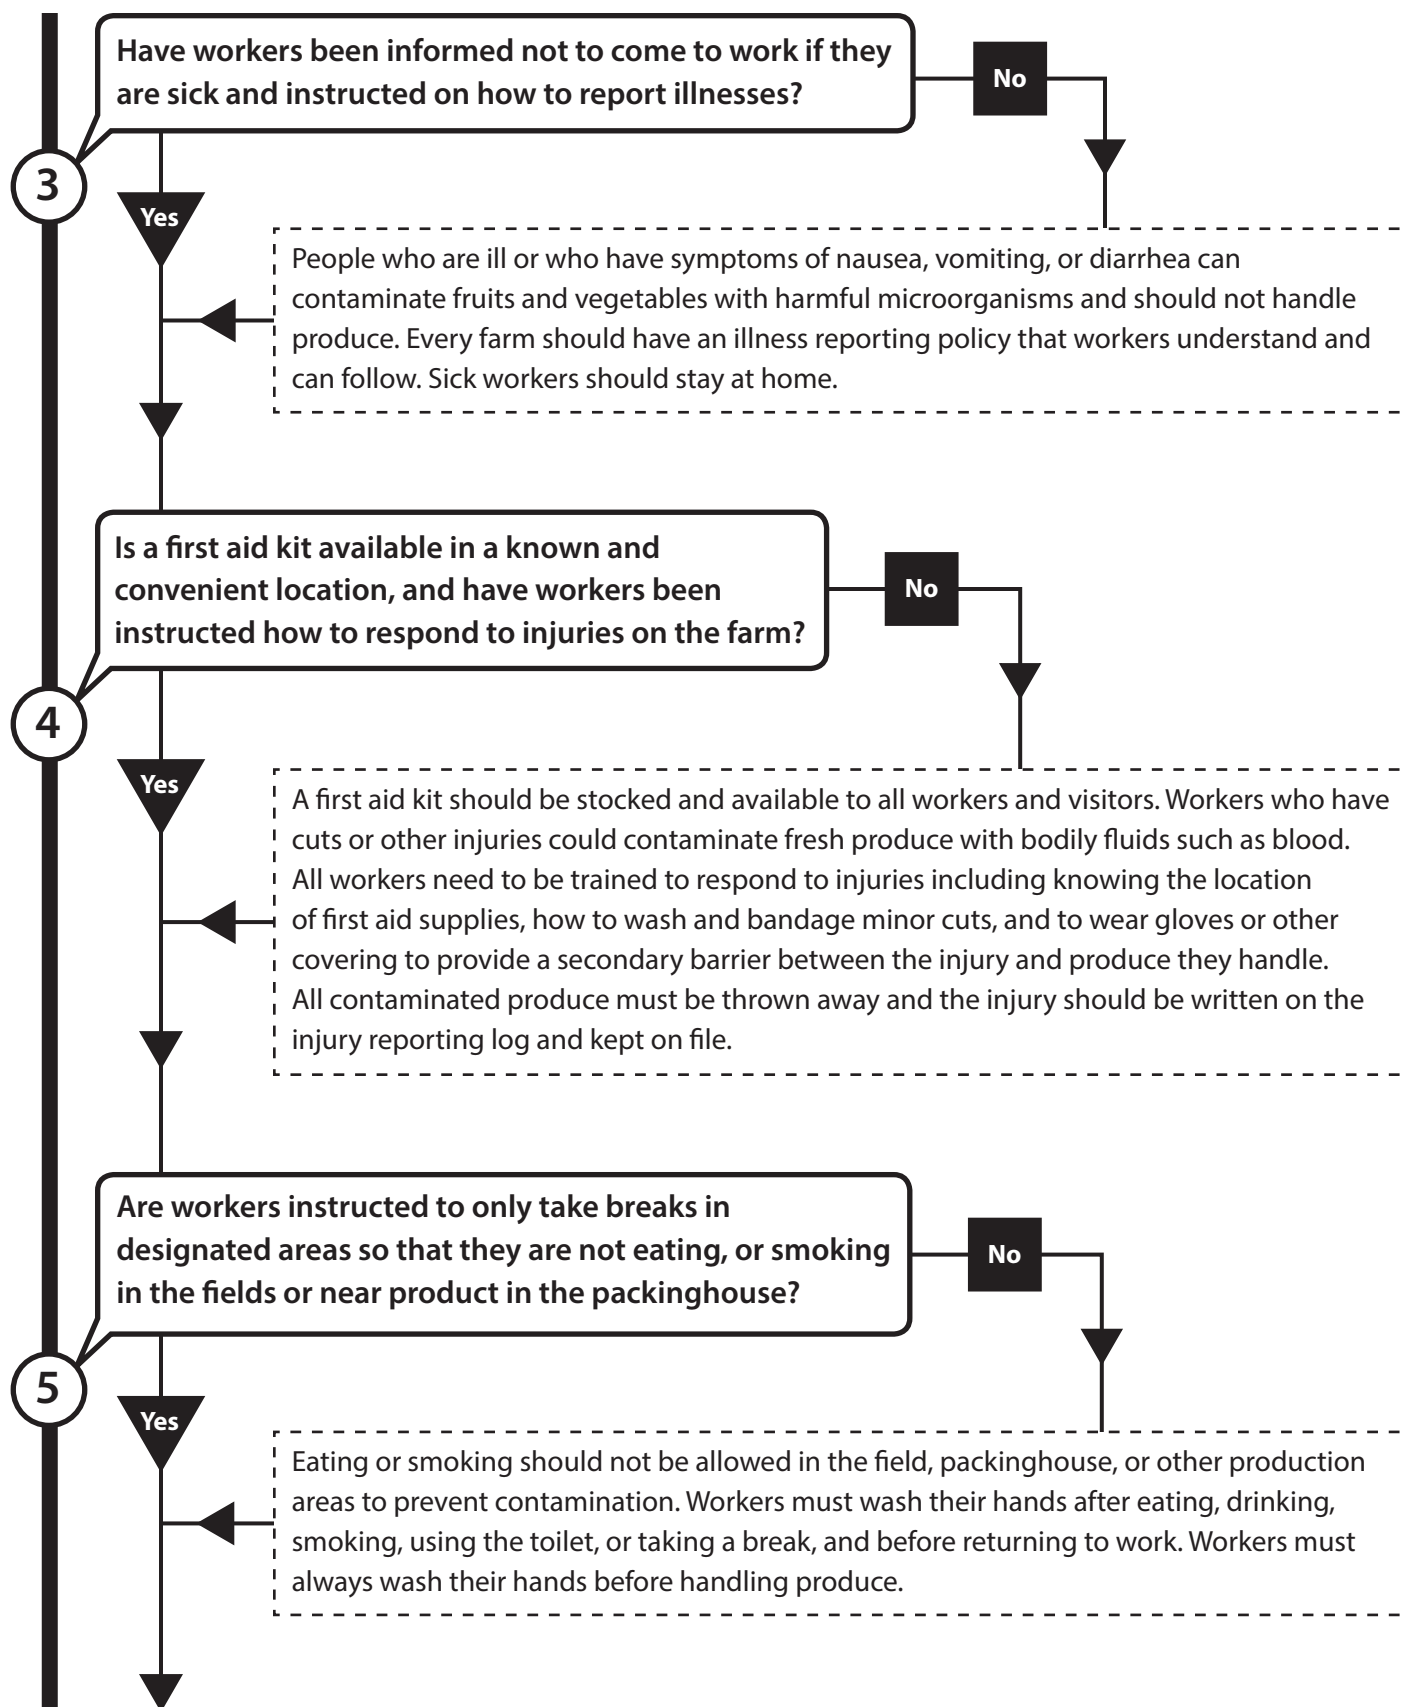 Have workers been informed not to come to work if they
are sick and instructed on how to report illnesses?
No
3
Yes
People who are ill or who have symptoms of nausea, vomiting, or diarrhea can
contaminate fruits and vegetables with harmful microorganisms and should not handle
produce. Every farm should have an illness reporting policy that workers understand and
can follow. Sick workers should stay at home.
Is a first aid kit available in a known and
convenient location, and have workers been
instructed how to respond to injuries on the farm?
No
4
Yes
A first aid kit should be stocked and available to all workers and visitors. Workers who have
cuts or other injuries could contaminate fresh produce with bodily fluids such as blood.
All workers need to be trained to respond to injuries including knowing the location
of first aid supplies, how to wash and bandage minor cuts, and to wear gloves or other
covering to provide a secondary barrier between the injury and produce they handle.
All contaminated produce must be thrown away and the injury should be written on the
injury reporting log and kept on file.
Are workers instructed to only take breaks in
designated areas so that they are not eating, or smoking
in the fields or near product in the packinghouse?
No
5
Yes
Eating or smoking should not be allowed in the field, packinghouse, or other production
areas to prevent contamination. Workers must wash their hands after eating, drinking,
smoking, using the toilet, or taking a break, and before returning to work. Workers must
always wash their hands before handling produce.